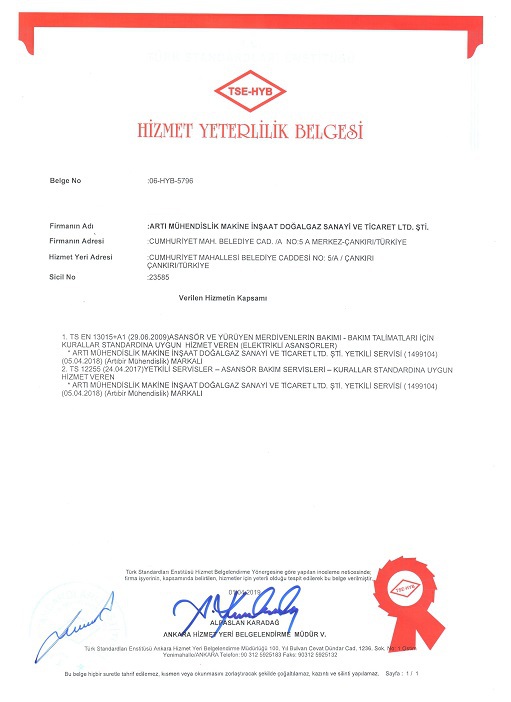 TSE-HYB
HİZMET YETERLİLİK BELGESİ
Belge No :06-HYB-5796
Firmanın Adı :ARTI MÜHENDİSLİK MAKİNE İNŞAAT DOĞALGAZ SANAYİ VE TİCARET LTD. ŞTİ.
Firmanın Adresi :CUMHURİYET MAH. BELEDİYE CAD. /A NO:5 A MERKEZ-ÇANKIRI/TÜRKİYE
Hizmet Yeri Adresi :CUMHURİYET MAHALLESİ BELEDİYE CADDESİ NO: 5/A / ÇANKIRI
ÇANKIRI/TÜRKİYE
Sicil No :23585
Verilen Hizmetin Kapsamı
1. TS EN 13015+A1 (29.06.2009)ASANSÖR VE YÜRÜYEN MERDİVENLERİN BAKIMI - BAKIM TALİMATLARI İÇİN
KURALLAR STANDARDINA UYGUN HİZMET VEREN (ELEKTRİKLİ ASANSÖRLER)
* ARTI MÜHENDİSLİK MAKİNE İNŞAAT DOĞALGAZ SANAYİ VE TİCARET LTD. ŞTİ. YETKİLİ SERVİSİ (1499104)
(05.04.2018) (Artıbir Mühendislik) MARKALI
2. TS 12255 (24.04.2017)YETKİLİ SERVİSLER – ASANSÖR BAKIM SERVİSLERİ – KURALLAR STANDARDINA UYGUN
HİZMET VEREN
* ARTI MÜHENDİSLİK MAKİNE İNŞAAT DOĞALGAZ SANAYİ VE TİCARET LTD. ŞTİ. YETKİLİ SERVİSİ (1499104)
(05.04.2018) (Artıbir Mühendislik) MARKALI
Türk Standardları Enstitüsü Hizmet Belgelendirme Yönergesine göre yapılan inceleme neticesinde;
firma işyerinin, kapsamında belirtilen, hizmetler için yeterli olduğu tespit edilerek bu belge verilmiştir.
TSE-HYB
ALPASLAN KARADAĞ
ANKARA HİZMET YERİ BELGELENDİRME MÜDÜR V.
Türk Standardları Enstitüsü Ankara Hizmet Yeri Belgelendirme Müdürlüğü 100. Yıl Bulvarı Cevat Dündar Cad. 1236. Sok. No: 1 Ostim
Yenimahalle/ANKARA Telefon: 90 312 5925183 Faks: 90312 5925132
Bu belge hiçbir suretle tahrif edilemez, kısmen veya okunmasını zorlaştıracak şekilde çoğaltılamaz, kazıntı ve silinti yapılamaz. Sayfa : 1 / 1